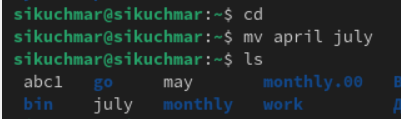 sikuchmar@sikuchmar:~$ cd
sikuchmar@sikuchmar:~$ mv april july
sikuchmar@sikuchmar:~$ ls
abc1 go may monthly.00
bin july monthly work